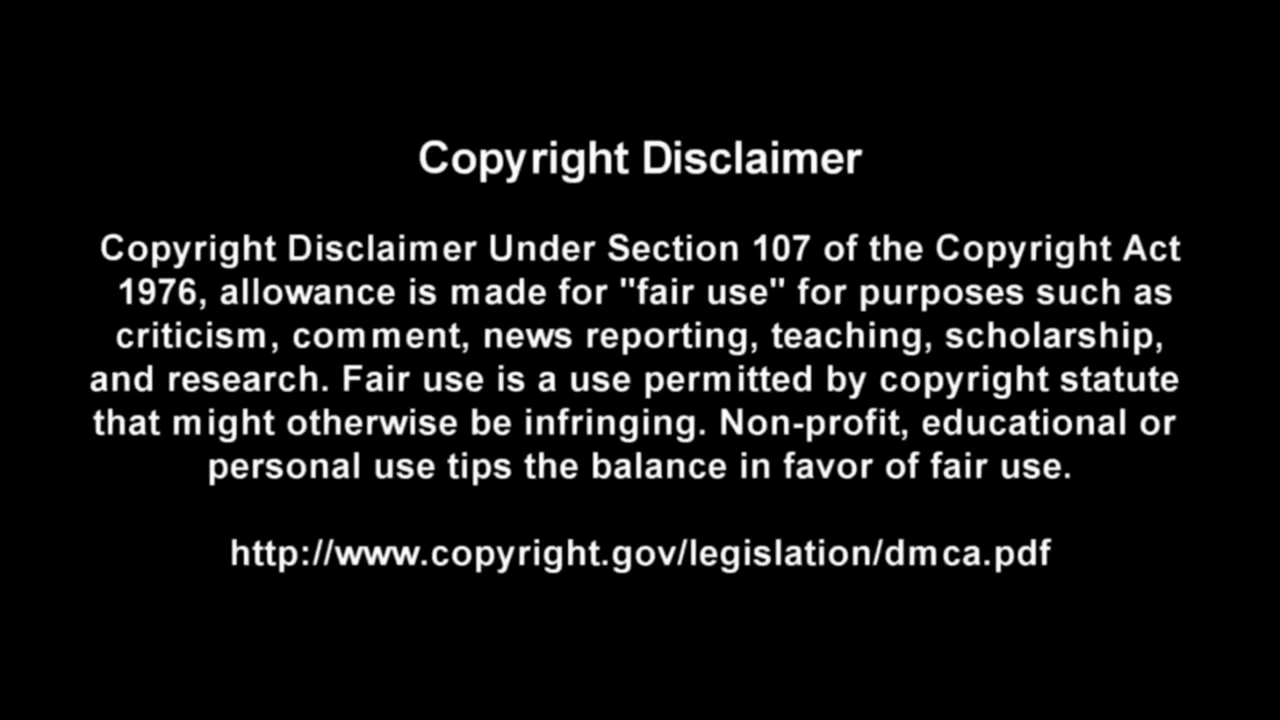 Copyright Disclaimer
Copyright Disclaimer Under Section 107 of the Copyright Act
1976, allowance is made for "fair use" for purposes such as
criticism, comment, news reporting, teaching, scholarship,
and research. Fair use is a use permitted by copyright statute
that might otherwise be infringing. Non-profit, educational or
personal use tips the balance in favor of fair use.
http://www.copyright.gov/legislation/dmca.pdf